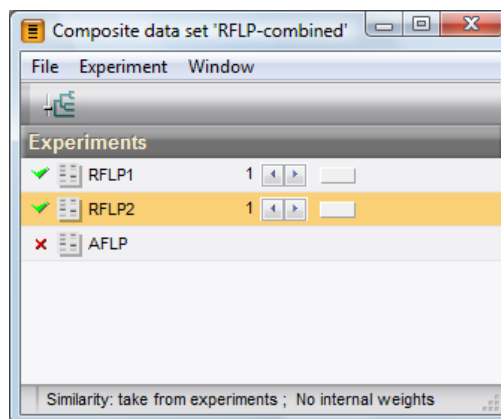 Composite data set 'RFLP-combined'
File Experiment Window
Experiments
RFLP1 1
RFLP2 1
AFLP
Similarity: take from experiments ; No internal weights